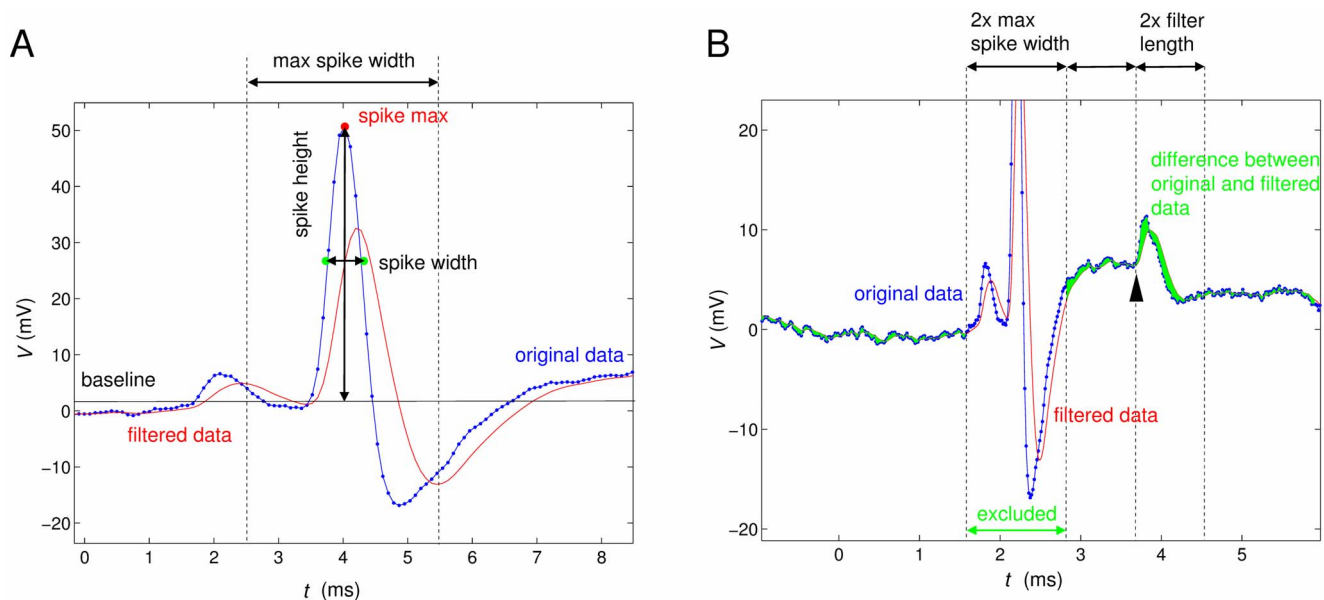 A
max spike width
spike max
spike height
spike width
original data
baseline
filtered data
V (mV)
50
40
30
20
10
0
−10
−20
0
1
2
3
4
5
6
7
8
t (ms)
B
2x max
spike width
2x filter
length
difference between
original and filtered
data
original data
filtered data
excluded
V (mV)
20
10
0
−10
−20
0
1
2
3
4
5
t (ms)